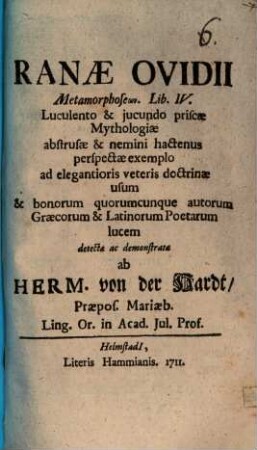 6.
RANÆ OVIDII
Metamorphoseωn. Lib. IV.
Luculento & jucundo priscæ
Mythologiæ
abstrusæ & nemini hactenus
perspectæ exemplo
ad elegantioris veteris doctrinæ
usum
& bonorum quorumcunque autorum
Græcorum & Latinorum Poetarum
lucem
detecta ac demonstrata
ab
HERM. von der Hardt/
Præpos. Mariæb.
Ling. Or. in Acad. Jul. Prof.
HelmstadI,
Literis Hammianis. 1711.